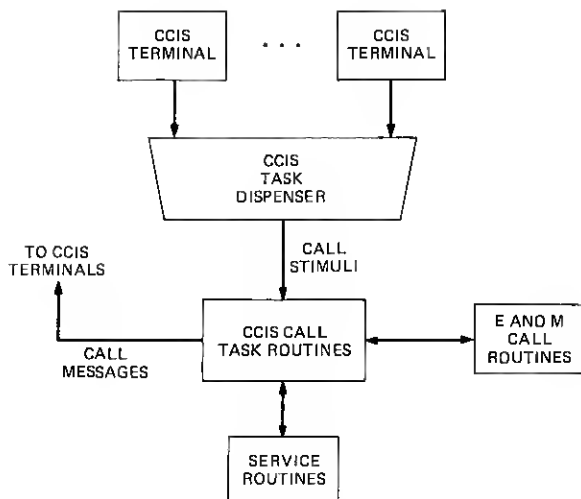 CCIS
TERMINAL
. . .
CCIS
TERMINAL
CCIS
TASK
DISPENSER
CALL
STIMULI
TO CCIS
TERMINALS
CCIS CALL
TASK ROUTINES
E AND M
CALL
ROUTINES
CALL
MESSAGES
SERVICE
ROUTINES